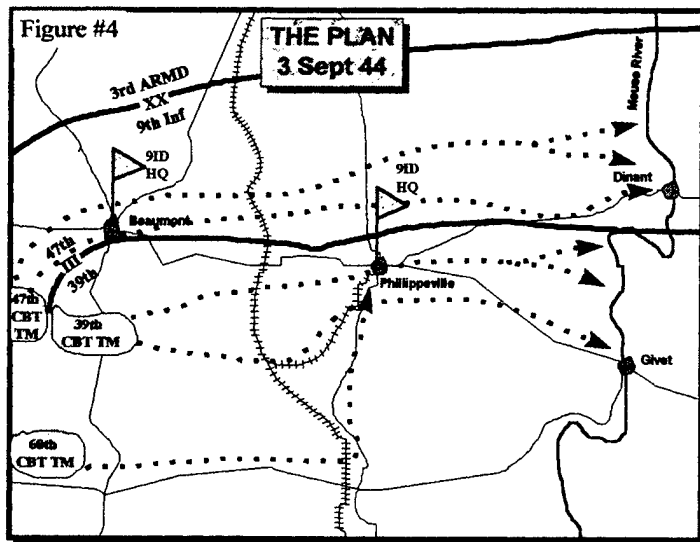 Figure #4
THE PLAN
3 Sept 44
3rd ARMD
XX
9th Inf
Meuse River
9ID
HQ
9ID
HQ
Dinant
Beaumont
47th
III
39th
Phillippeville
47th
CBT
TM
39th
CBT TM
Givet
60th
CBT TM